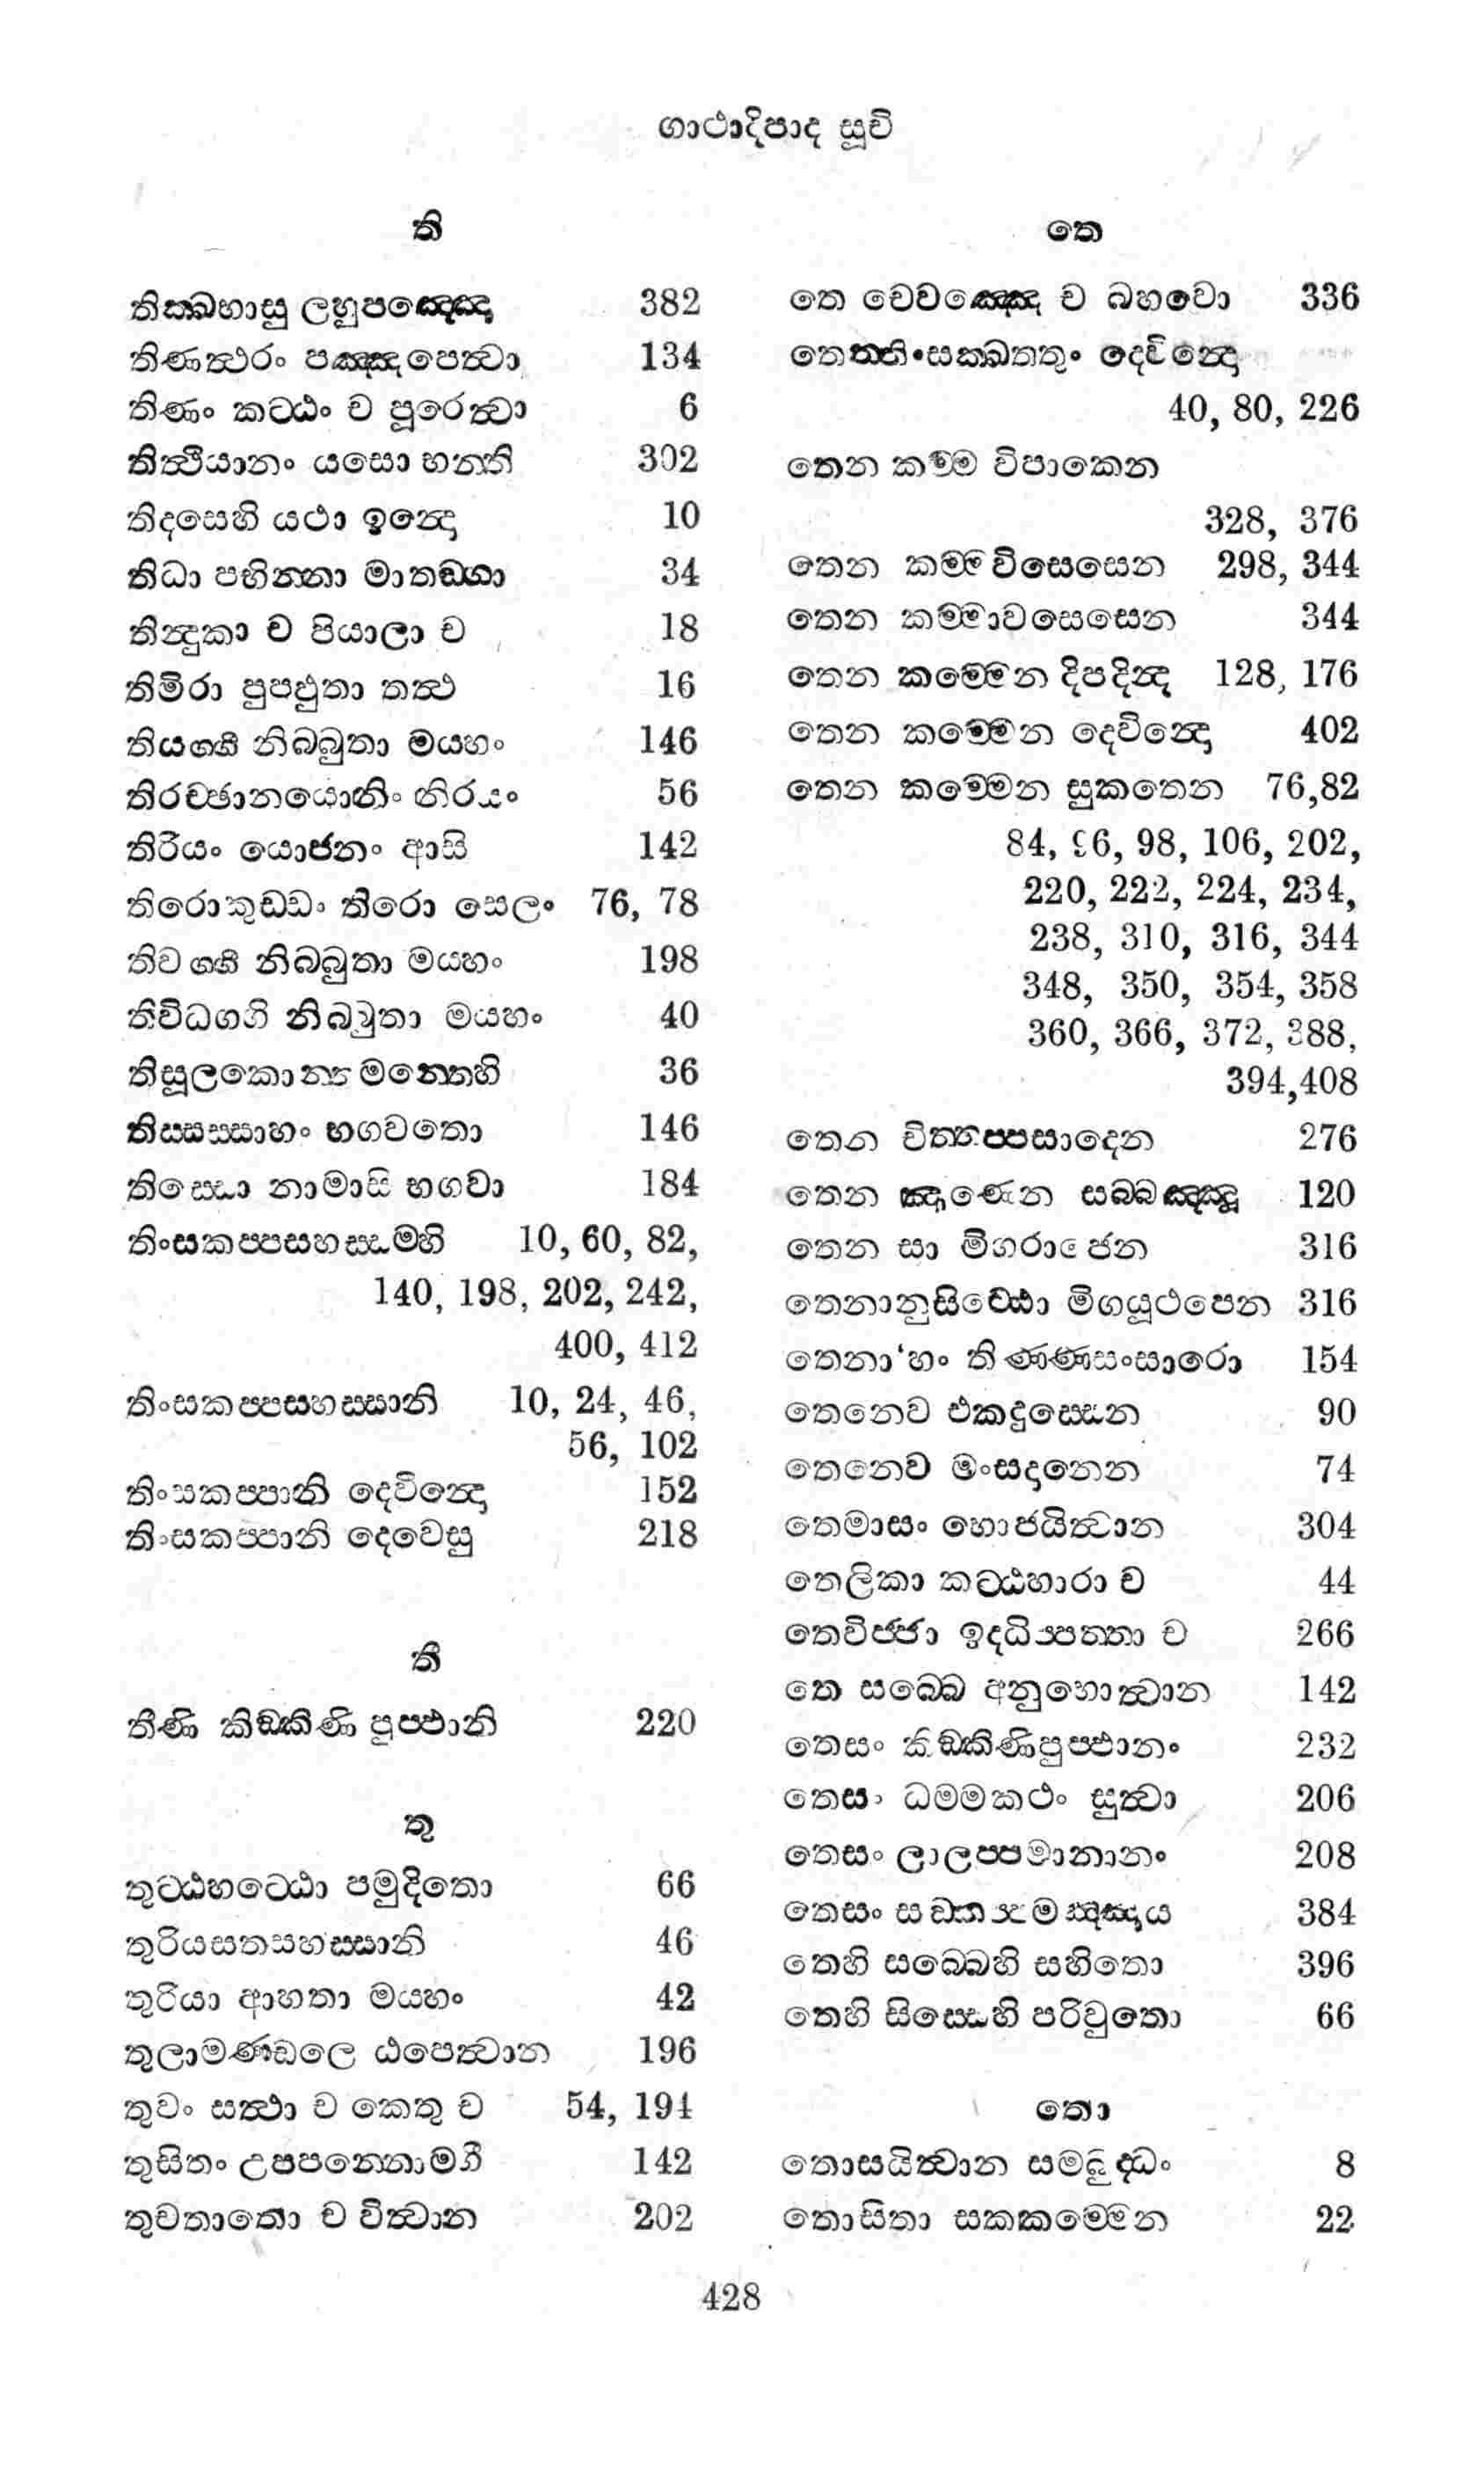 ගාථාදිපාද සූචි
ති
තික්ඛහාසු ලහුපඤ්ඤො 382
තිණත්ථරං පඤ්ඤපෙත්වා 134
තිණං කට්ඨං ච පූරෙත්වා 6
තිත්ථියානං යසො භන්ති 302
තිදසෙහි යථා ඉන්දො 10
තිධා පභින්නා මාතඞ්ගා 34
තින්දුකා ච පියාලා ච 18
තිමිරා පුප්ඵිතා තත්ථ 16
තියග්ගී නිබ්බුතා මය්හං 146
තිරච්ඡානයොනිං නිරයං 56
තිරියං යොජනං ආසි 142
තිරොකුඩ්ඩං තිරො සෙලං 76, 78
තිවග්ගී නිබ්බුතා මය්හං 198
තිවිධග්ගි නිබ්බුතා මය්හං 40
තිසූලකොන්තමන්තෙහි 36
තිස්සස්සාහං භගවතො 146
තිස්සො නාමාසි භගවා 184
තිංසකප්පසහස්සම්හි 10, 60, 82,
140, 198, 202, 242,
400, 412
තිංසකප්පසහස්සානි 10, 24, 46,
56, 102
තිංසකප්පානි දෙවින්දො 152
තිංසකප්පානි දෙවෙසු 218
තී
තීණි කිඞ්කිණි පුප්ඵානි 220
තු
තුට්ඨහට්ඨො පමුදිතො 66
තුරියසතසහස්සානි 46
තුරියා ආහතා මය්හං 42
තුලාමණ්ඩලෙ ඨපෙත්වාන 196
තුවං සත්ථා ච කෙතු ච 54, 194
තුසිතං උපපන්නොම්හි 142
තුච්තාතො ච විත්වාන 202
තෙ
තෙ චෙවඤ්ඤෙ ච බහවො 336
තෙත්තිංසක්ඛත්තුං දෙවින්දො
40, 80, 226
තෙන කම්ම විපාකෙන
328, 376
තෙන කම්මවිසෙසෙන 298, 344
තෙන කම්මාවසෙසෙන 344
තෙන කම්මෙන දිපදින්ද 128, 176
තෙන කම්මෙන දෙවින්දො 402
තෙන කම්මෙන සුකතෙන 76,82
84, 96, 98, 106, 202,
220, 222, 224, 234,
238, 310, 316, 344
348, 350, 354, 358
360, 366, 372, 388,
394,408
තෙන චිත්තප්පසාදෙන 276
තෙන ඤාණෙන සබ්බඤ්ඤූ 120
තෙන සා මිගරාජෙන 316
තෙනානුසිට්ඨො මිගයූථපෙන 316
තෙනා‘හං තිණ්ණසංසාරො 154
තෙනෙව එකදුස්සෙන 90
තෙනෙව මංසදානෙන 74
තෙමාසං හොජයිත්වාන 304
තෙලිකා කට්ඨහාරා ච 44
තෙවිජ්ජා ඉද්ධිප්පත්තා ච 266
තෙ සබ්බෙ අනුහොත්වාන 142
තෙසං කිඞ්කිණිපුප්ඵානං 232
තෙසං ධම්මකථං සුත්වා 206
තෙසං ලාලප්පමානානං 208
තෙසං සඞ්කප්පමඤ්ඤාය 384
තෙහි සබ්බෙහි සහිතො 396
තෙහි සිස්සෙහි පරිවුතො 66
තො
තොසයිත්වාන සම්බුද්ධං 8
තොසිතා සකකම්මෙන 22
428